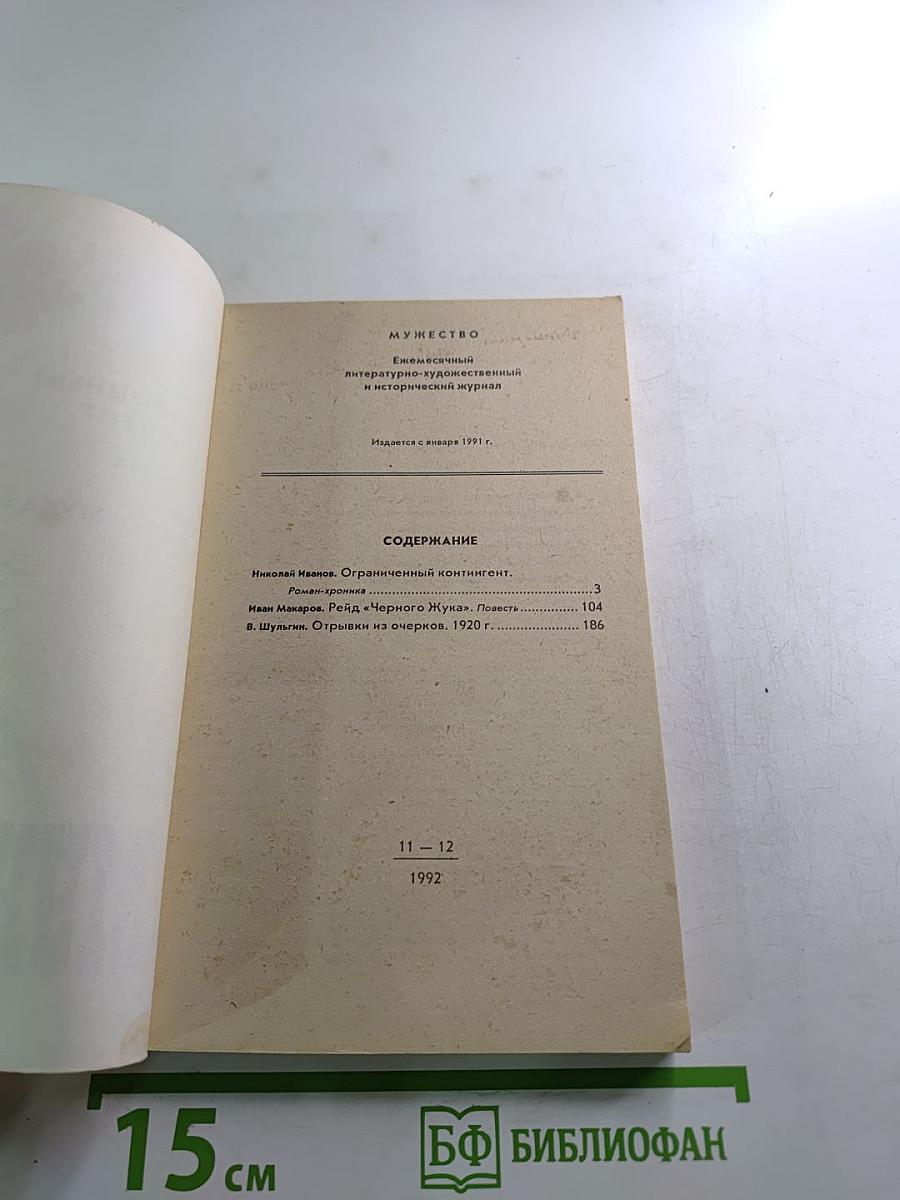 МУЖЕСТВО
Ежемесячный
литературно-художественный
и исторический журнал
Издается с января 1991 г.
СОДЕРЖАНИЕ
Николай Иванов. Ограниченный контингент.
Роман-хроника ................................................ 3
Иван Макаров. Рейд «Черного Жука». Повесть............... 104
В. Шульгин. Отрывки из очерков. 1920 г. ..................... 186
11 — 12
1992
15 см
БФ БИБЛИОФАН